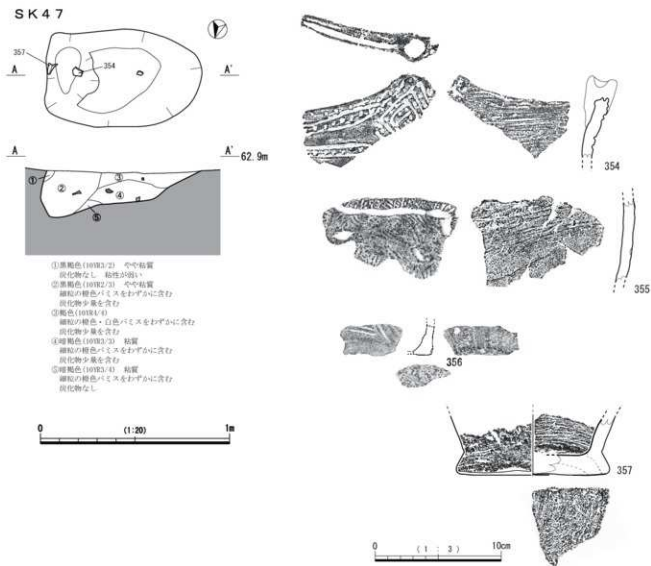 SK47
357
354
A
A'
A
A'
62.9m
①
②
③
④
⑤
①黒褐色(10YR3/2) やや粘質
炭化物なし 粘性が弱い
②黒褐色(10YR2/3) やや粘質
細粒の橙色パミスをわずかに含む
炭化物少量を含む
③褐色(10YR4/4)
細粒の橙色・白色パミスをわずかに含む
炭化物少量を含む
④暗褐色(10YR3/3) 粘質
細粒の橙色パミスをわずかに含む
炭化物少量を含む
⑤暗褐色(10YR3/4) 粘質
細粒の橙色パミスをわずかに含む
炭化物なし
0 (1:20) 1m
354
355
356
357
0 (1:3) 10cm